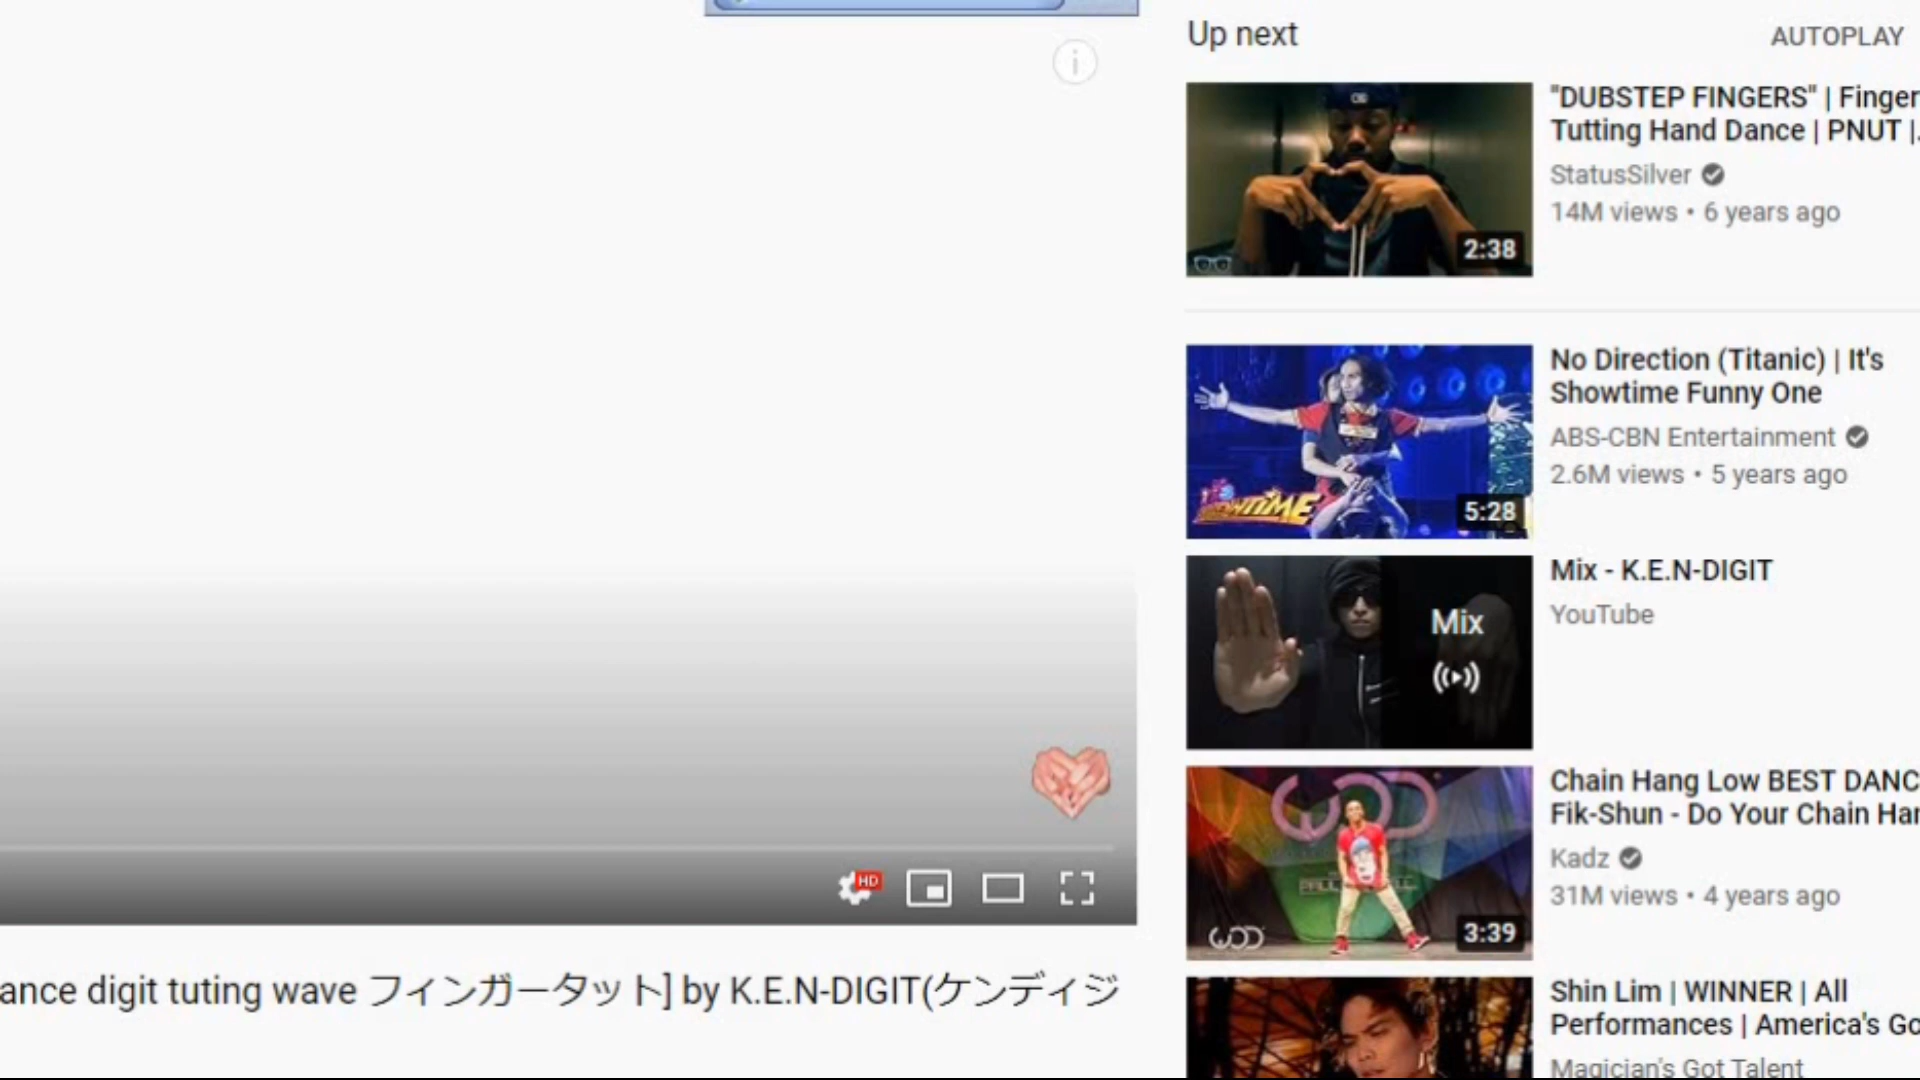 Up next
AUTOPLAY
"DUBSTEP FINGERS" | Finger
Tutting Hand Dance | PNUT |.
StatusSilver
14M views • 6 years ago
2:38
No Direction (Titanic) | It's
Showtime Funny One
ABS-CBN Entertainment
2.6M views • 5 years ago
5:28
Mix - K.E.N-DIGIT
YouTube
Mix
Chain Hang Low BEST DANC
Fik-Shun - Do Your Chain Han
Kadz
31M views • 4 years ago
WOD
3:39
HD
ance digit tuting wave フィンガータット] by K.E.N-DIGIT(ケンディジ
Shin Lim | WINNER | All
Performances | America's Go
Magician's Got Talent